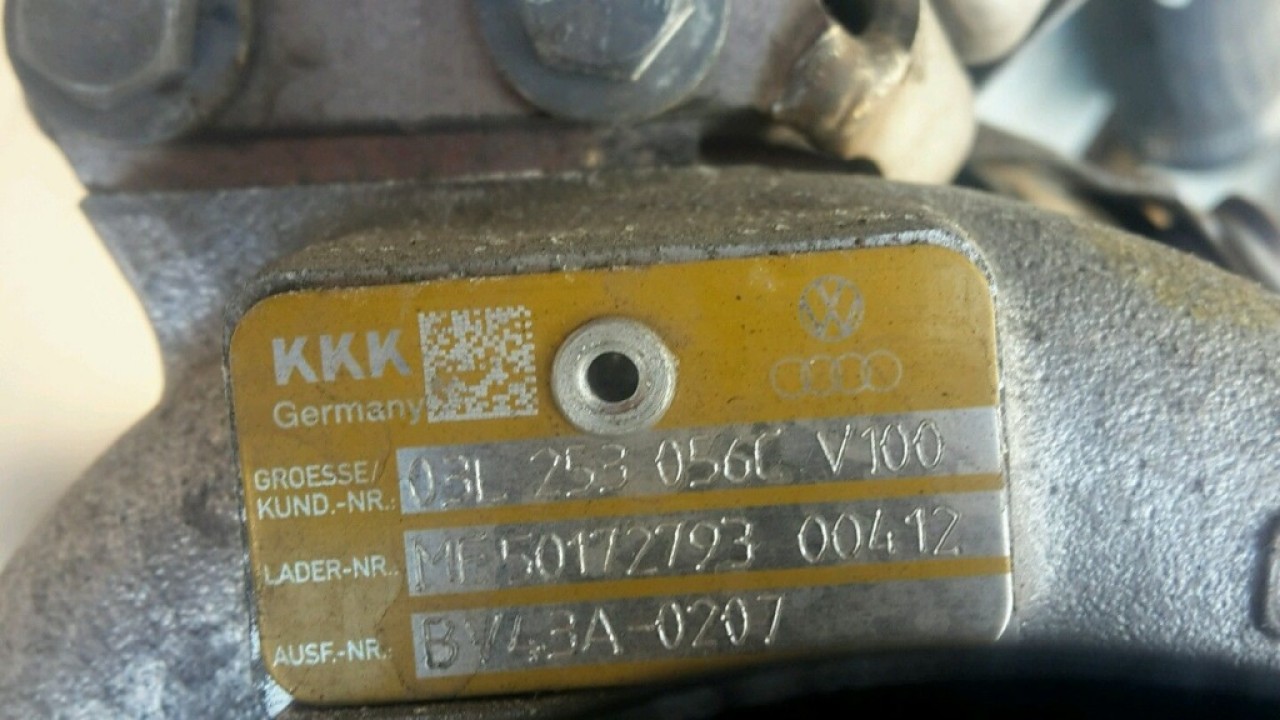 KKK
Germany
GROESSE/
KUND.-NR.: 03L 253 056C V100
LADER-NR.: MF50172793 00412
AUSF.-NR.: BV43A-0207